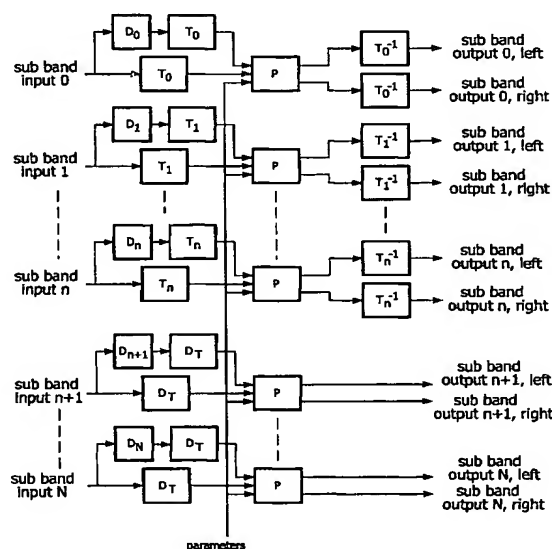 D0 T0
sub band
input 0
T0
P
T0-1
sub band
output 0, left
T0-1
sub band
output 0, right
D1 T1
sub band
input 1
T1
P
T1-1
sub band
output 1, left
T1-1
sub band
output 1, right
Dn Tn
sub band
input n
Tn
P
Tn-1
sub band
output n, left
Tn-1
sub band
output n, right
Dn+1 DT
sub band
input n+1
DT
P
sub band
output n+1, left
sub band
output n+1, right
DN DT
sub band
input N
DT
P
sub band
output N, left
sub band
output N, right
parameters